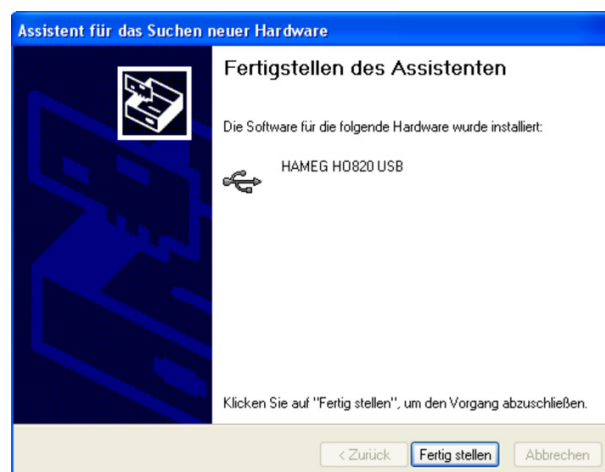 Assistent für das Suchen neuer Hardware
Fertigstellen des Assistenten
Die Software für die folgende Hardware wurde installiert:
HAMEG HO820 USB
Klicken Sie auf "Fertig stellen", um den Vorgang abzuschließen.
< Zurück Fertig stellen Abbrechen